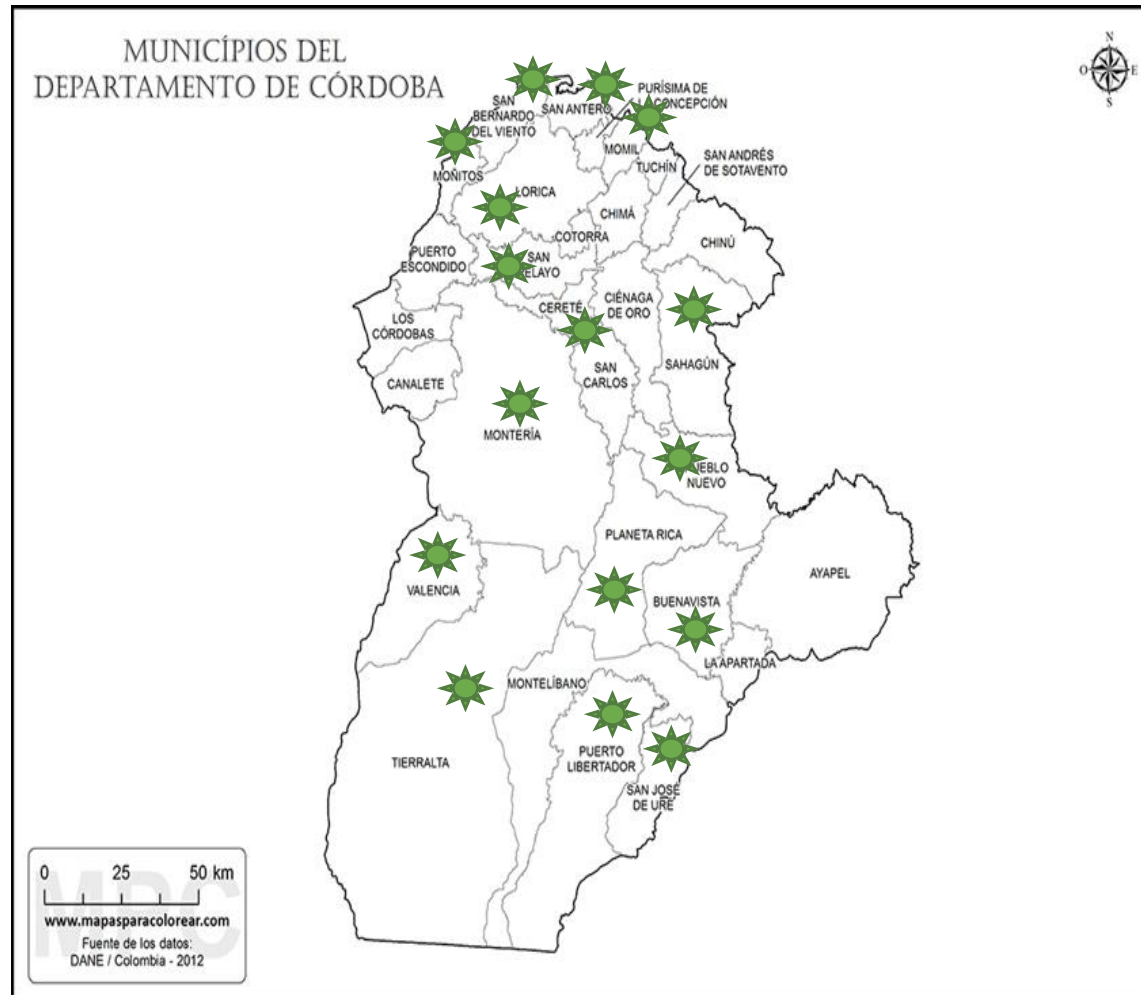 MUNICÍPIOS DEL
DEPARTAMENTO DE CÓRDOBA
N
O
E
S
SAN
BERNARDO
DEL VIENTO
SAN ANTERO
PURÍSIMA DE
CONCEPCIÓN
MOÑITOS
MOMIL
TUCHÍN
SAN ANDRÉS
DE SOTAVENTO
LORICA
CHIMÁ
COTORRA
CHINÚ
PUERTO
ESCONDIDO
SAN
CERETÉ
CIÉNAGA
DE ORO
LOS
CÓRDOBAS
CANALETE
SAN
CARLOS
SAHAGÚN
MONTERÍA
NUEVO
PLANETA RICA
VALENCIA
BUENAVISTA
AYAPEL
LA APARTADA
MONTELÍBANO
TIERRALTA
PUERTO
LIBERTADOR
SAN JOSÉ
DE URÉ
0 25 50 km
MPC
www.mapasparacolorear.com
Fuente de los datos:
DANE / Colombia - 2012